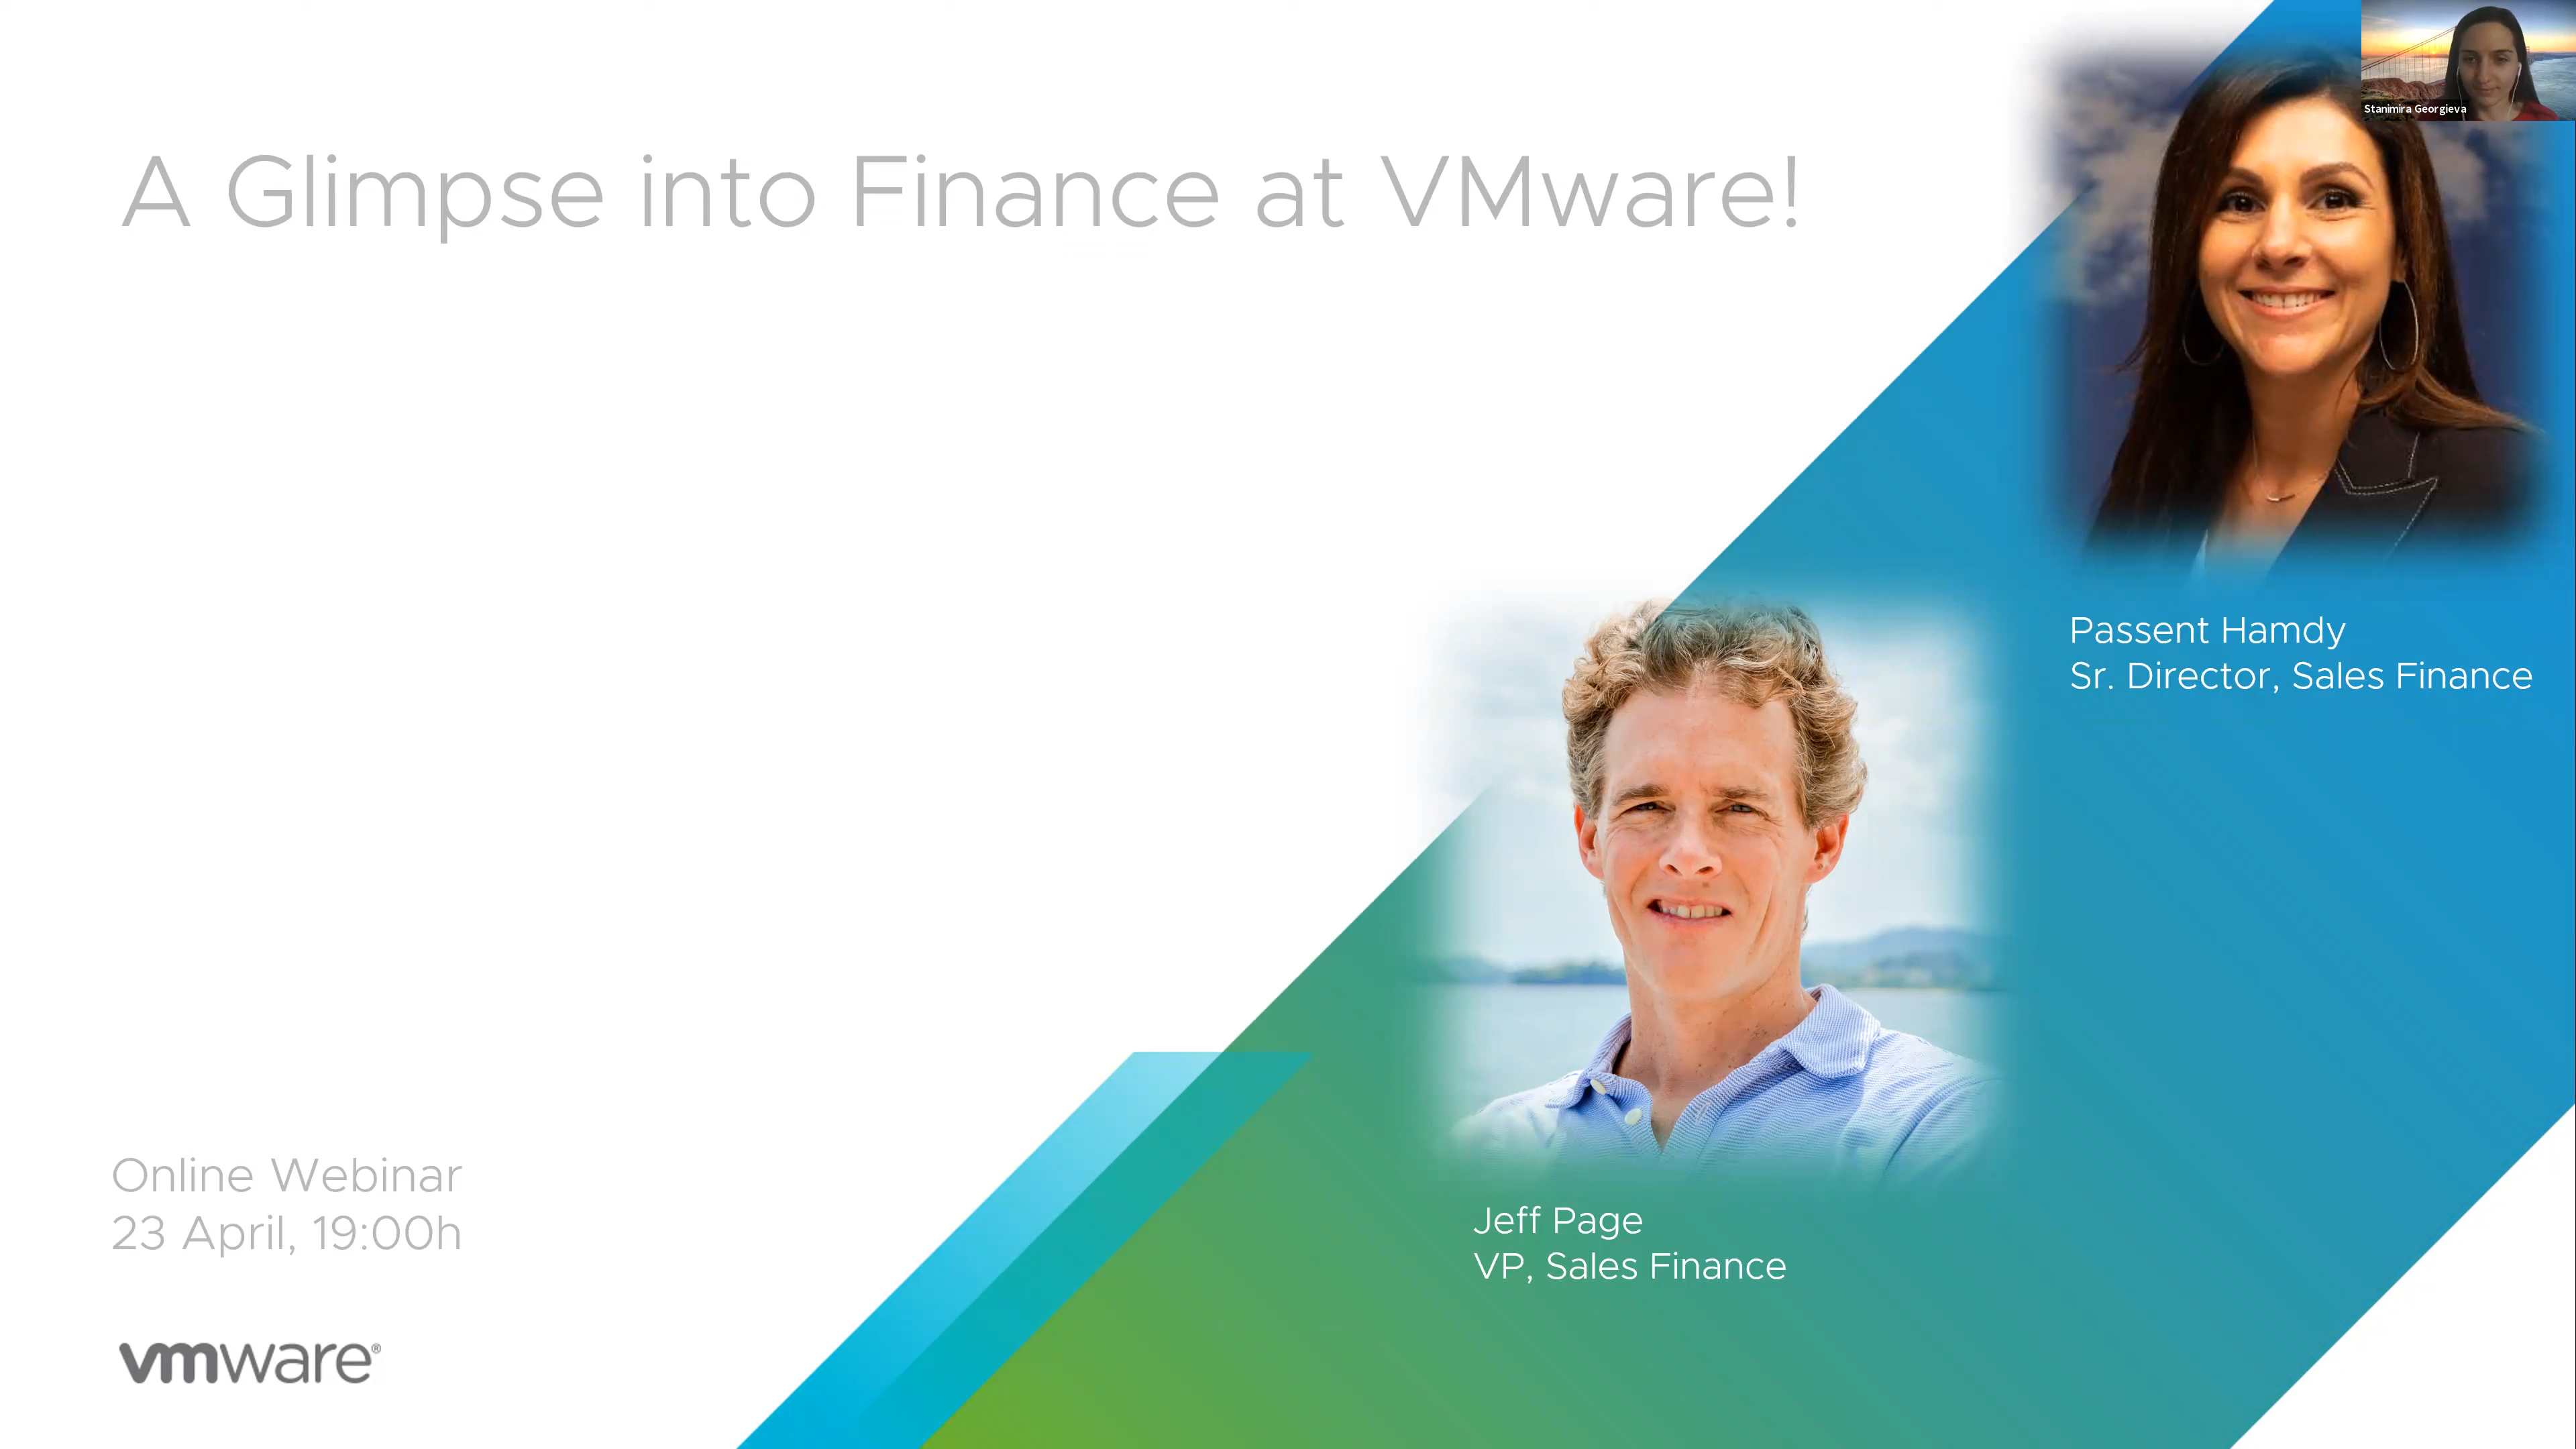 Stanimira Georgieva
A Glimpse into Finance at VMware!
Passent Hamdy
Sr. Director, Sales Finance
Jeff Page
VP, Sales Finance
Online Webinar
23 April, 19:00h
vmware®